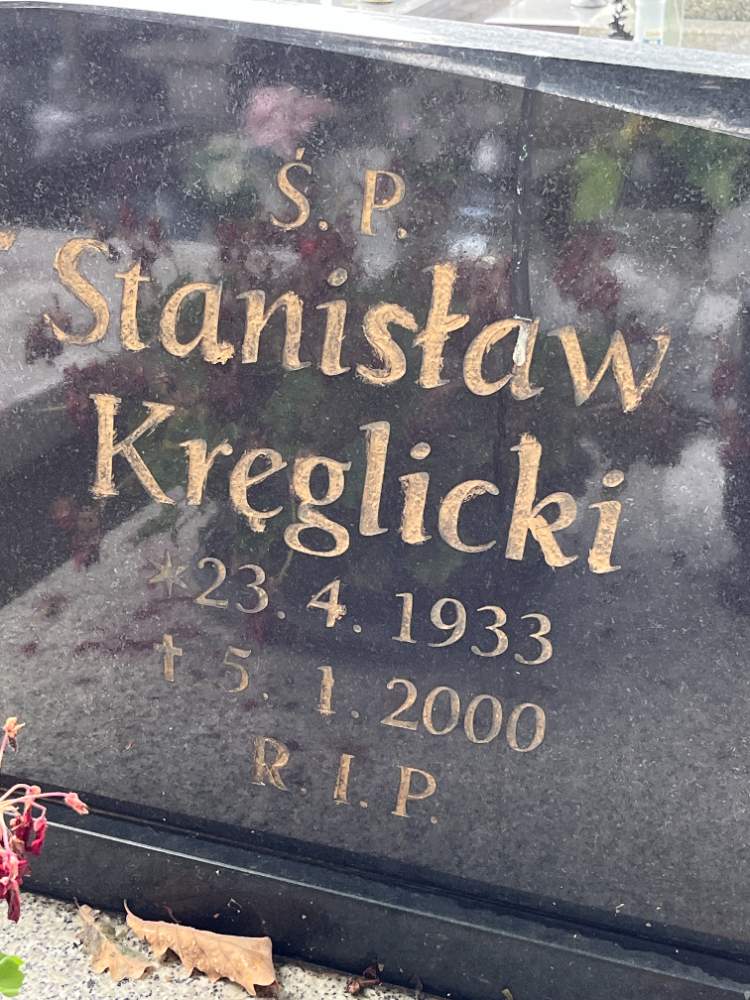 Ś. P.
Stanisław
Kręglicki
*23. 4. 1933
† 5. 1. 2000
R. I. P.